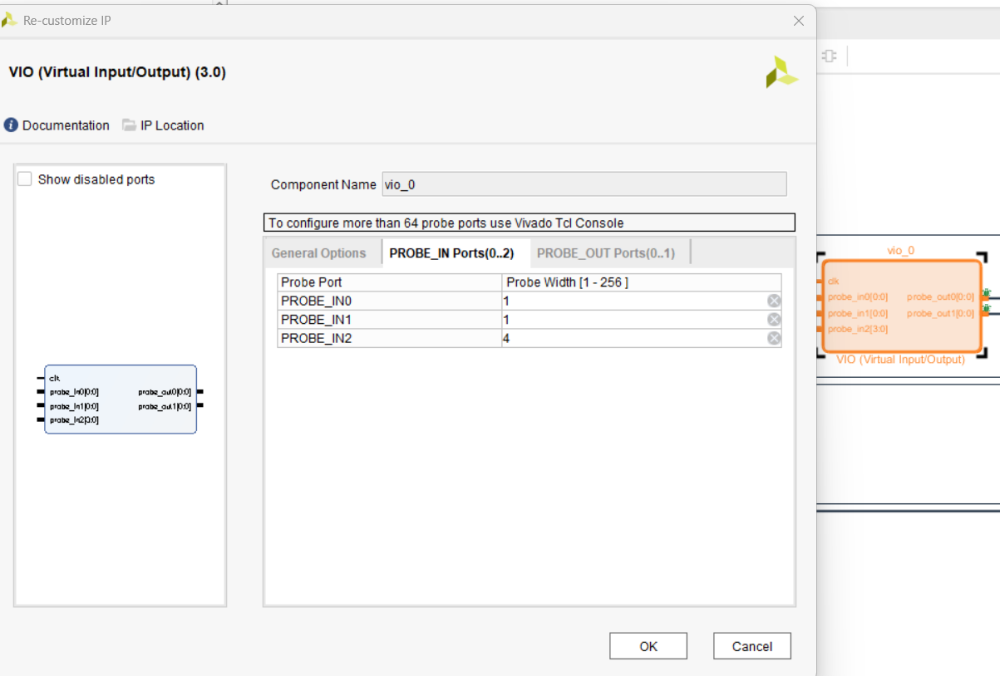 Re-customize IP
VIO (Virtual Input/Output) (3.0)
Documentation IP Location
Show disabled ports
Component Name vio_0
To configure more than 64 probe ports use Vivado Tcl Console
General Options PROBE_IN Ports(0..2) PROBE_OUT Ports(0..1)
Probe Port Probe Width [1 - 256 ]
PROBE_IN0 1
PROBE_IN1 1
PROBE_IN2 4
clk
probe_in0[0:0] probe_out0[0:0]
probe_in1[0:0] probe_out1[0:0]
probe_in2[3:0]
OK Cancel
vio_0
clk
probe_in0[0:0] probe_out0[0:0]
probe_in1[0:0] probe_out1[0:0]
probe_in2[3:0]
VIO (Virtual Input/Output)